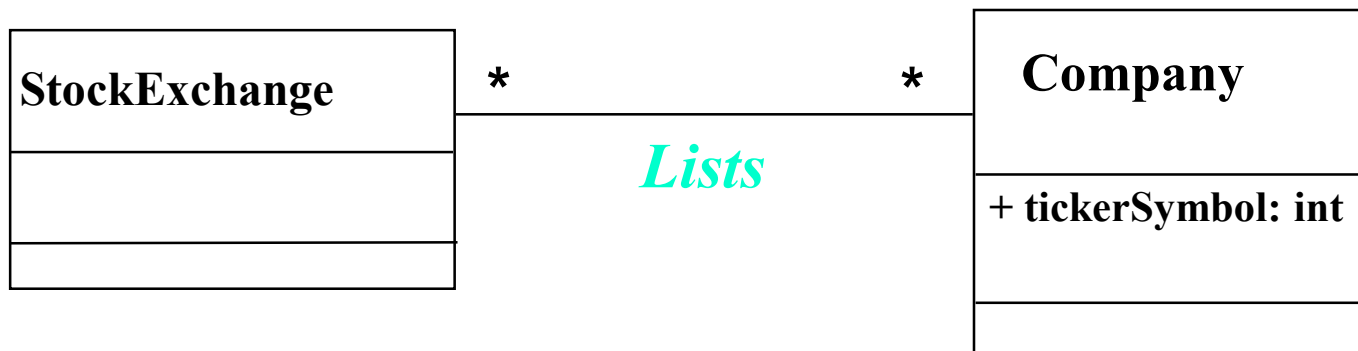 StockExchange
* *
Company
Lists
+ tickerSymbol: int